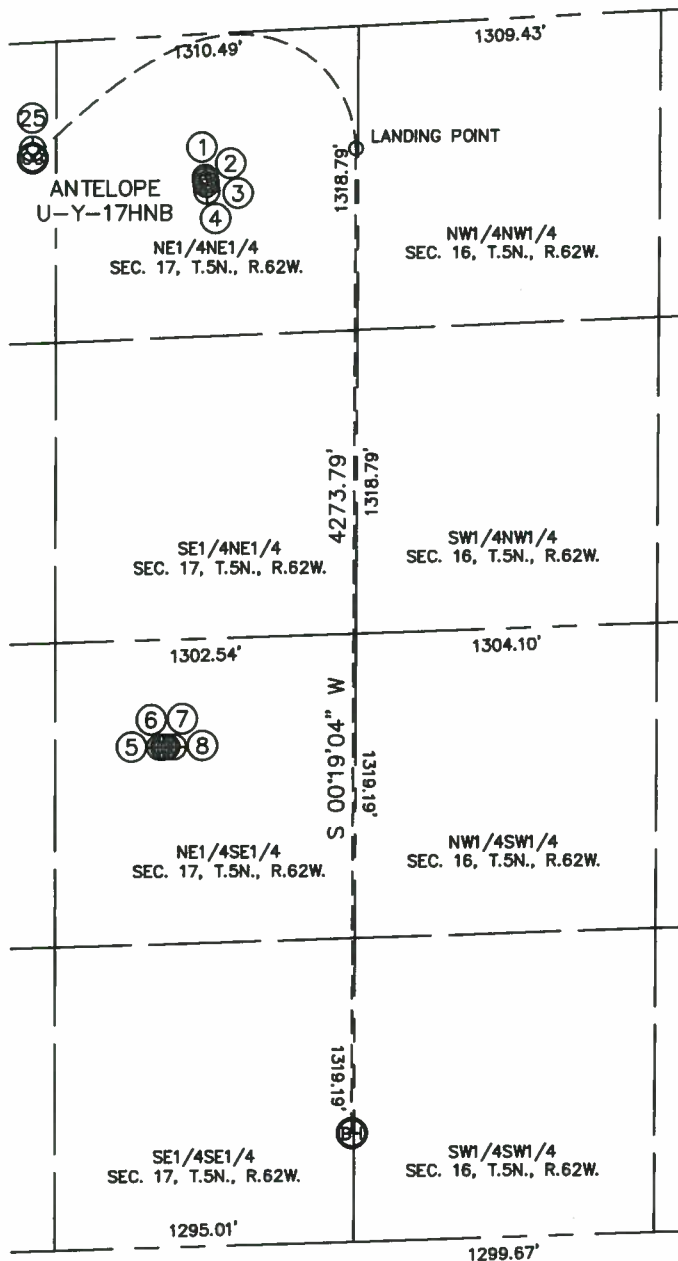 1310.49'
1309.43'
25
1
2
3
4
LANDING POINT
1318.79'
ANTELOPE
U-Y-17HNB
NE1/4NE1/4
SEC. 17, T.5N., R.62W.
NW1/4NW1/4
SEC. 16, T.5N., R.62W.
4273.79'
1318.79'
SE1/4NE1/4
SEC. 17, T.5N., R.62W.
SW1/4NW1/4
SEC. 16, T.5N., R.62W.
1302.54'
1304.10'
S 00°19'04" W
6
7
5
8
1319.19'
NE1/4SE1/4
SEC. 17, T.5N., R.62W.
NW1/4SW1/4
SEC. 16, T.5N., R.62W.
1319.19'
BH
SE1/4SE1/4
SEC. 17, T.5N., R.62W.
SW1/4SW1/4
SEC. 16, T.5N., R.62W.
1295.01'
1299.67'